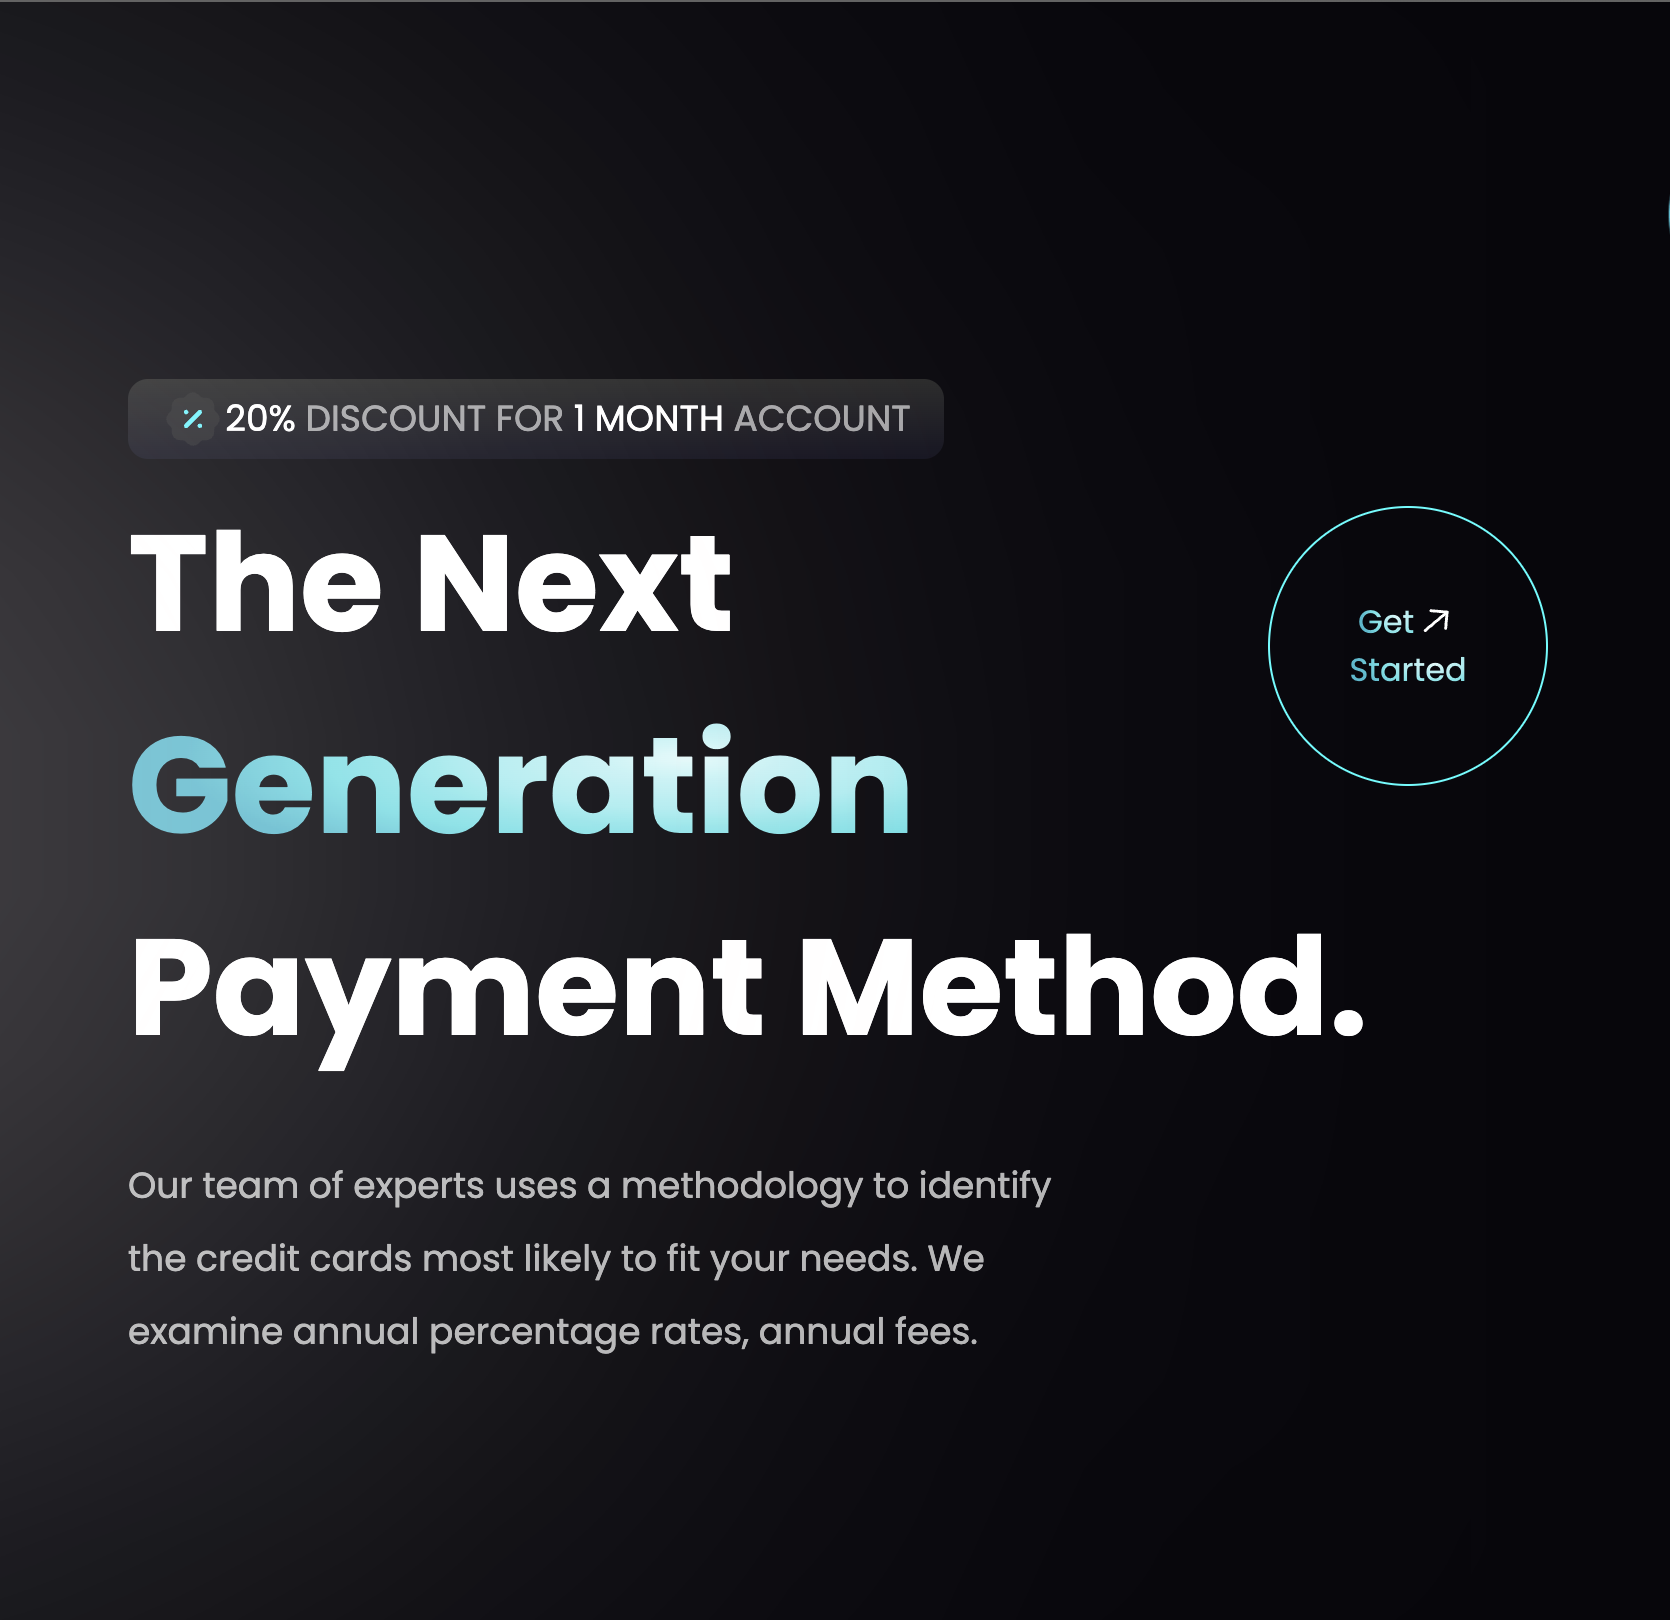 20% DISCOUNT FOR 1 MONTH ACCOUNT
The Next
Generation
Payment Method.
Get
Started
Our team of experts uses a methodology to identify
the credit cards most likely to fit your needs. We
examine annual percentage rates, annual fees.